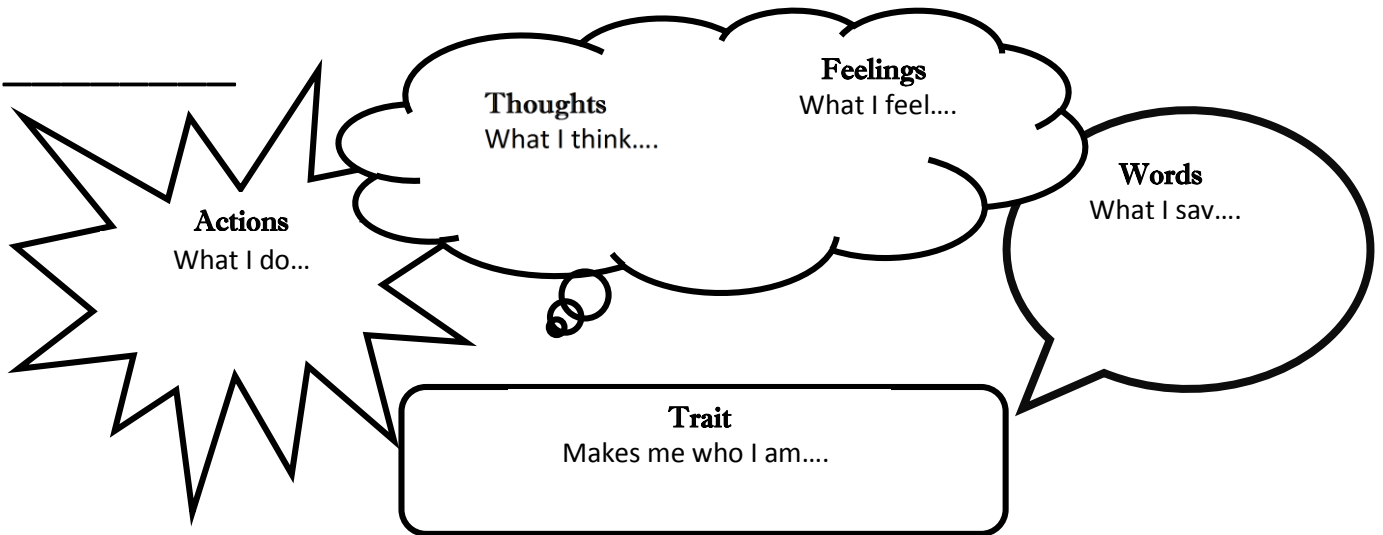 Feelings
What I feel....
Thoughts
What I think....
Words
What I sav....
Actions
What I do...
Trait
Makes me who I am....